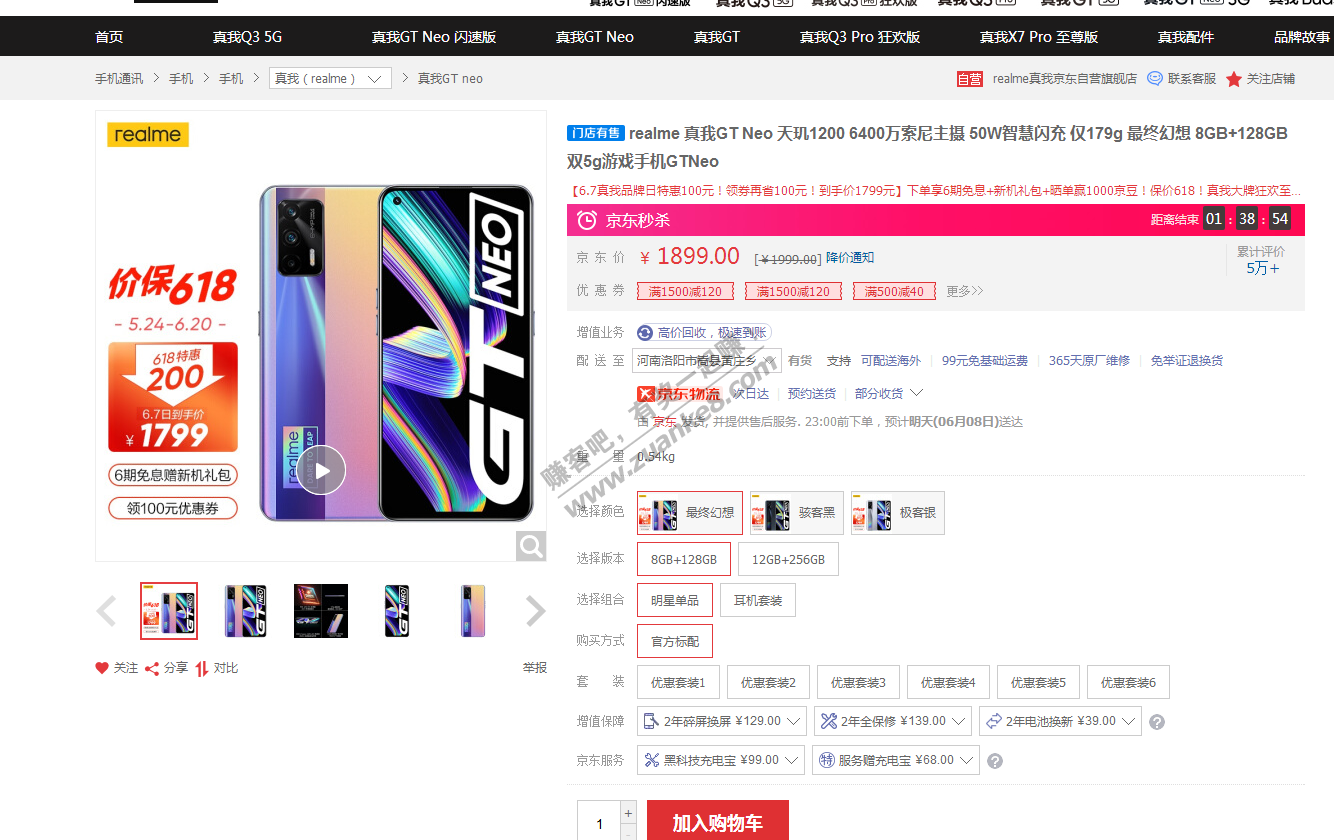 首页 真我Q3 5G 真我GT Neo 闪速版 真我GT Neo 真我GT 真我Q3 Pro 狂欢版 真我X7 Pro 至尊版 真我配件 品牌故事
手机通讯 > 手机 > 手机 > 真我（realme） > 真我GT neo
自营 realme真我京东自营旗舰店 联系客服 关注店铺
realme
价保618
- 5.24-6.20 -
618特惠
200
6.7日到手价
¥1799
6期免息赠新机礼包
领100元优惠券
realme
DARE TO LEAP
GT NEO
关注 分享 对比 举报
门店有售 realme 真我GT Neo 天玑1200 6400万索尼主摄 50W智慧闪充 仅179g 最终幻想 8GB+128GB
双5g游戏手机GTNeo
【6.7真我品牌日特惠100元！领券再省100元！到手价1799元】下单享6期免息+新机礼包+晒单赢1000京豆！保价618！真我大牌狂欢至...
京东秒杀 距离结束 01 : 38 : 54
京东价 ¥ 1899.00 [¥1999.00] 降价通知
累计评价
5万+
优惠券 满1500减120 满1500减120 满500减40 更多>>
增值业务 高价回收，极速到账
配送至 河南洛阳市嵩县黄庄乡 有货 支持 可配送海外 99元免基础运费 365天原厂维修 免举证退换货
京东物流 次日达 预约送货 部分收货
由 京东 发货, 并提供售后服务. 23:00前下单，预计明天(06月08日)送达
重量 0.54kg
赚客吧，有奖一起赚！
www.zuanke8.com
选择颜色 最终幻想 骇客黑 极客银
选择版本 8GB+128GB 12GB+256GB
选择组合 明星单品 耳机套装
购买方式 官方标配
套装 优惠套装1 优惠套装2 优惠套装3 优惠套装4 优惠套装5 优惠套装6
增值保障 2年碎屏换屏 ¥129.00 2年全保修 ¥139.00 2年电池换新 ¥39.00 ?
京东服务 黑科技充电宝 ¥99.00 特 服务赠充电宝 ¥68.00 ?
1 + - 加入购物车